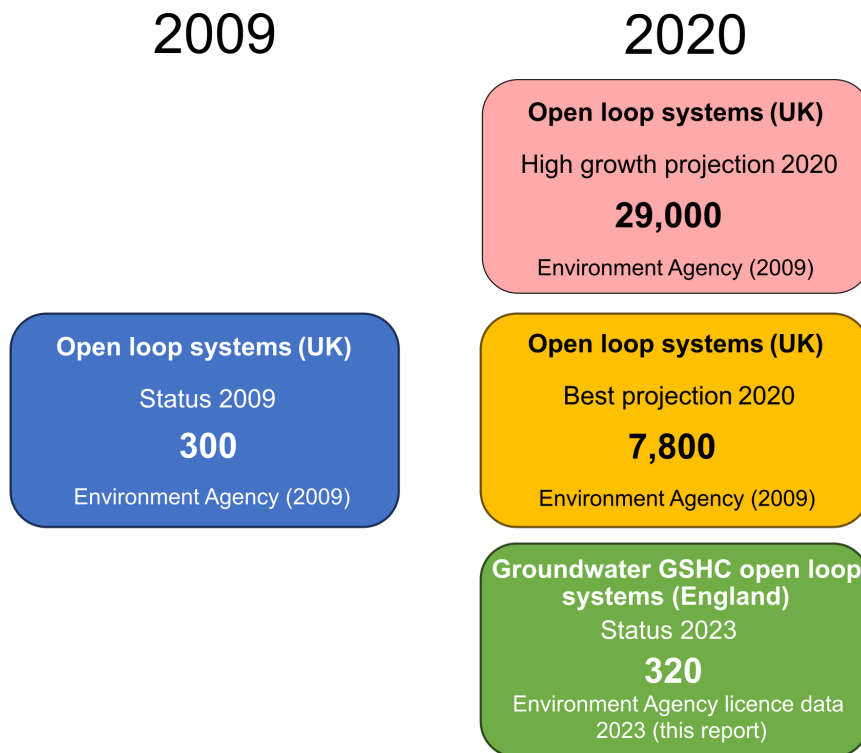 2009
2020
Open loop systems (UK)
High growth projection 2020
29,000
Environment Agency (2009)
Open loop systems (UK)
Status 2009
300
Environment Agency (2009)
Open loop systems (UK)
Best projection 2020
7,800
Environment Agency (2009)
Groundwater GSHC open loop
systems (England)
Status 2023
320
Environment Agency licence data
2023 (this report)